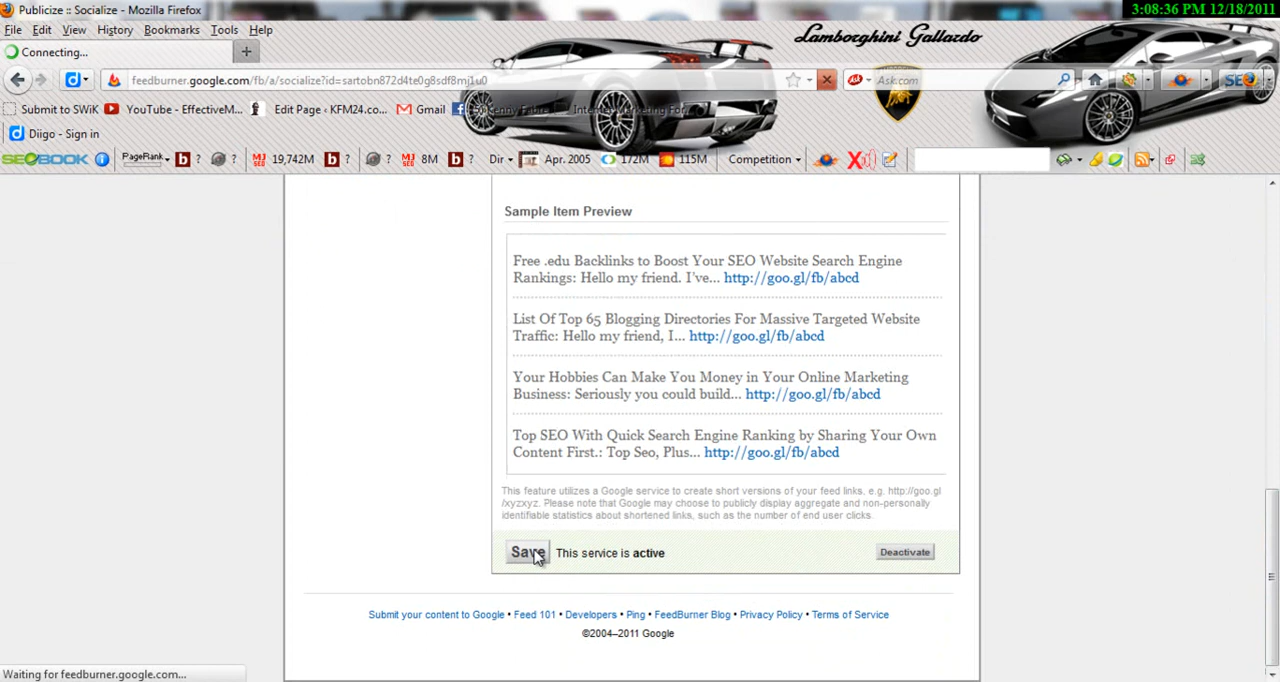 Publicize :: Socialize - Mozilla Firefox
3:08:36 PM 12/18/2011
File Edit View History Bookmarks Tools Help
Lamborghini Gallardo
Connecting...
feedburner.google.com/fb/a/socialize?id=sartobn872d4te0g8sdf8mj1u0
Ask.com
Submit to SWiK YouTube - EffectiveM... Edit Page ‹ KFM24.co... Gmail
Diigo - Sign in
SEOBOOK PageRank ? ? 19,742M ? ? 8M ? Dir Apr. 2005 172M 115M Competition
Sample Item Preview
Free .edu Backlinks to Boost Your SEO Website Search Engine
Rankings: Hello my friend. I've... http://goo.gl/fb/abcd
List Of Top 65 Blogging Directories For Massive Targeted Website
Traffic: Hello my friend, I... http://goo.gl/fb/abcd
Your Hobbies Can Make You Money in Your Online Marketing
Business: Seriously you could build... http://goo.gl/fb/abcd
Top SEO With Quick Search Engine Ranking by Sharing Your Own
Content First.: Top Seo, Plus... http://goo.gl/fb/abcd
This feature utilizes a Google service to create short versions of your feed links, e.g. http://goo.gl
/xyzxyz. Please note that Google may choose to publicly display aggregate and non-personally
identifiable statistics about shortened links, such as the number of end user clicks.
Save This service is active Deactivate
Submit your content to Google • Feed 101 • Developers • Ping • FeedBurner Blog • Privacy Policy • Terms of Service
©2004–2011 Google
Waiting for feedburner.google.com...